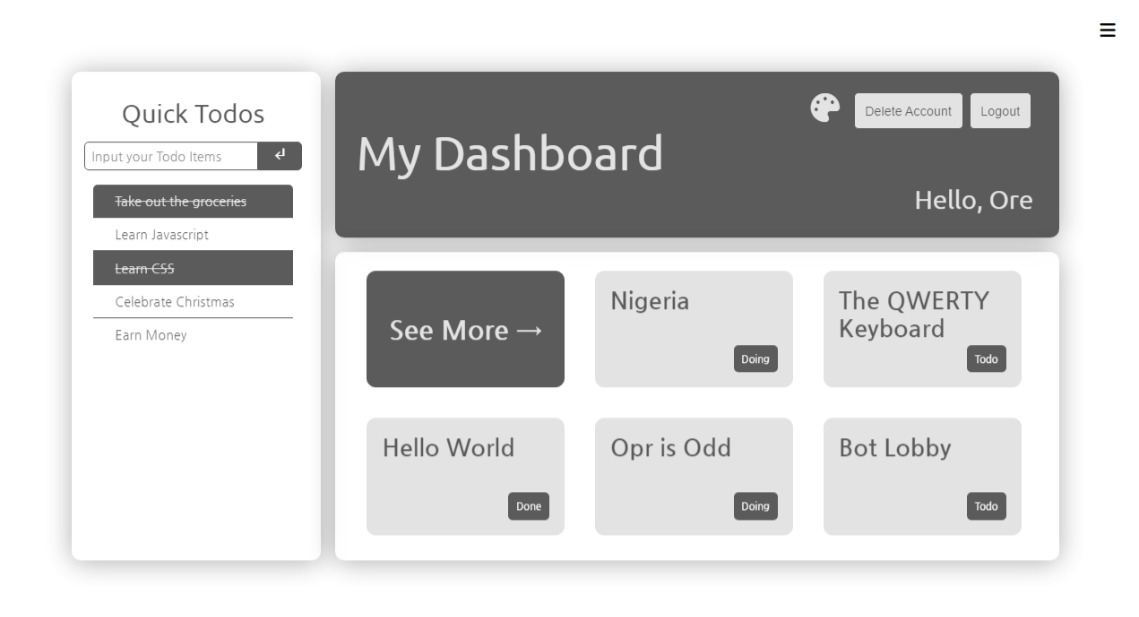 Quick Todos
Input your Todo Items
Take out the groceries
Learn Javascript
Learn CSS
Celebrate Christmas
Earn Money
Delete Account
Logout
My Dashboard
Hello, Ore
See More →
Nigeria
Doing
The QWERTY
Keyboard
Todo
Hello World
Done
Opr is Odd
Doing
Bot Lobby
Todo